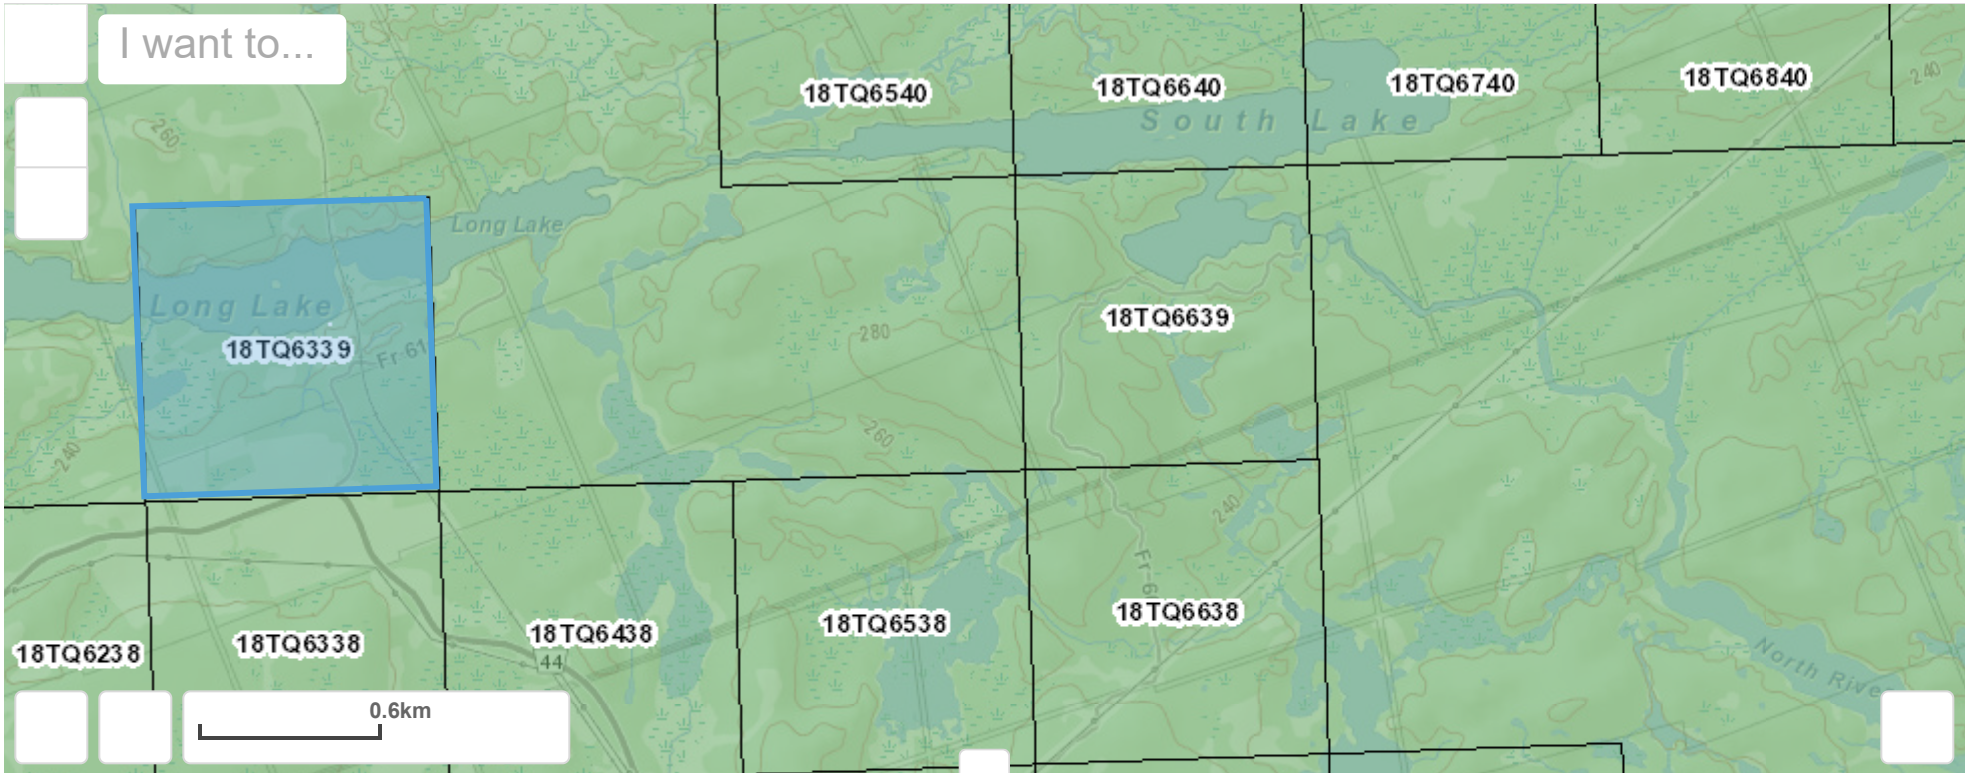 I want to...
18TQ6540
18TQ6640
18TQ6740
18TQ6840
240
260
South Lake
Long Lake
Long Lake
18TQ6339
Fr-61
280
18TQ6639
240
260
240
Fr-6
18TQ6238
18TQ6338
18TQ6438
44
18TQ6538
18TQ6638
North Rive
0.6km